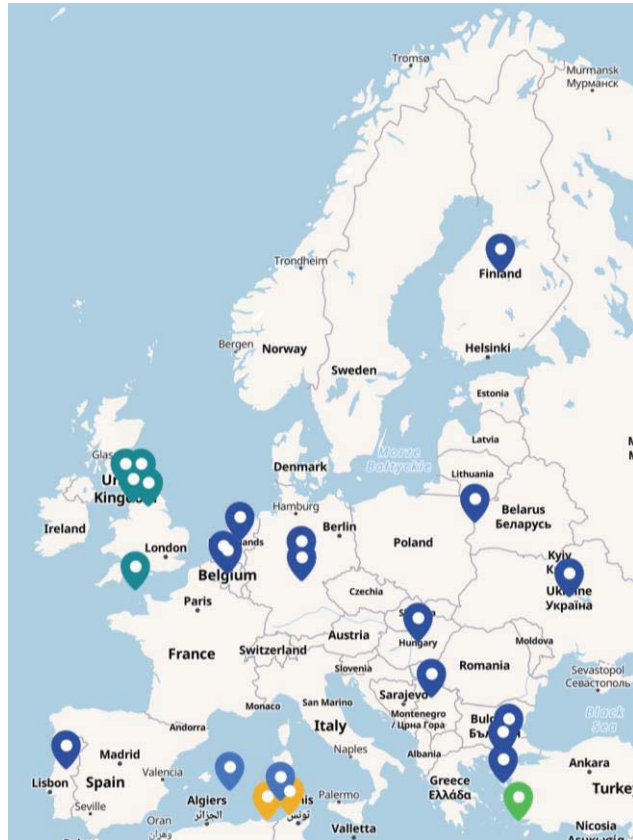 Tromsø
Murmansk
Мурманск
Trondheim
Finland
Bergen
Norway
Helsinki
Sweden
Estonia
Latvia
Morze
Bałtyckie
Denmark
Lithuania
Kingdom
Ireland
Hamburg
Belarus
Беларусь
Berlin
London
Poland
Belgium
Kyiv
Україна
Paris
Czechia
Austria
Moldova
Hungary
France
Switzerland
Slovenia
Romania
Sevastopol
Севастополь
San Marino
Sarajevo
Monaco
Montenegro
/ Црна Гора
Andorra
Italy
Black
Sea
Naples
Albania
Madrid
Valencia
Ankara
Greece
Ελλάδα
Lisbon
Spain
Algiers
الجزائر
Palermo
تونس
Turkey
Seville
Oran
وهران
Valletta
Nicosia